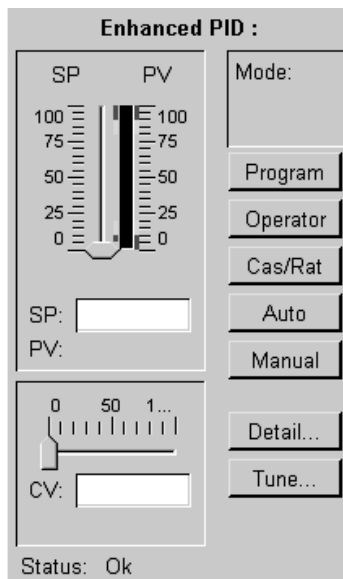 Enhanced PID :
SP PV
100 100
75 75
50 50
25 25
0 0
SP:
PV:
0 50 1...
CV:
Mode:
Program
Operator
Cas/Rat
Auto
Manual
Detail...
Tune...
Status: Ok